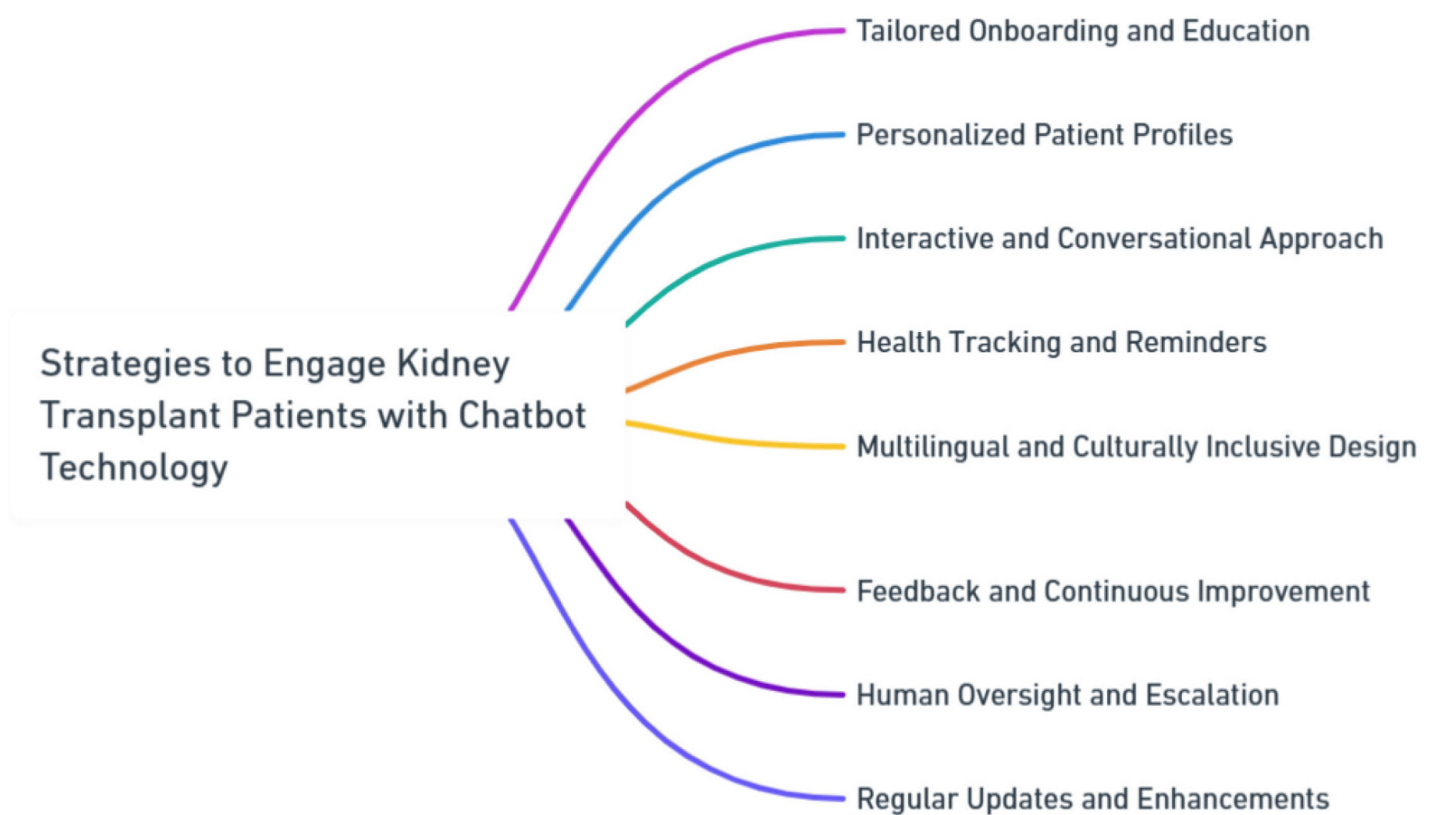 Tailored Onboarding and Education
Personalized Patient Profiles
Interactive and Conversational Approach
Health Tracking and Reminders
Strategies to Engage Kidney
Transplant Patients with Chatbot
Technology
Multilingual and Culturally Inclusive Design
Feedback and Continuous Improvement
Human Oversight and Escalation
Regular Updates and Enhancements